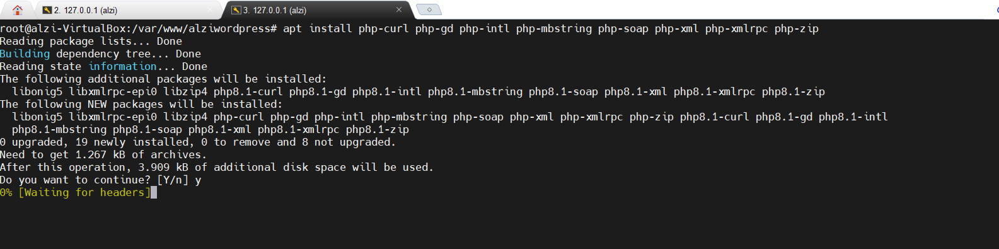 2. 127.0.0.1 (alzi)
3. 127.0.0.1 (alzi)
root@alzi-VirtualBox:/var/www/alziwordpress# apt install php-curl php-gd php-intl php-mbstring php-soap php-xml php-xmlrpc php-zip
Reading package lists... Done
Building dependency tree... Done
Reading state information... Done
The following additional packages will be installed:
  libonig5 libxmlrpc-epi0 libzip4 php8.1-curl php8.1-gd php8.1-intl php8.1-mbstring php8.1-soap php8.1-xml php8.1-xmlrpc php8.1-zip
The following NEW packages will be installed:
  libonig5 libxmlrpc-epi0 libzip4 php-curl php-gd php-intl php-mbstring php-soap php-xml php-xmlrpc php-zip php8.1-curl php8.1-gd php8.1-intl
  php8.1-mbstring php8.1-soap php8.1-xml php8.1-xmlrpc php8.1-zip
0 upgraded, 19 newly installed, 0 to remove and 8 not upgraded.
Need to get 1.267 kB of archives.
After this operation, 3.909 kB of additional disk space will be used.
Do you want to continue? [Y/n] y
0% [Waiting for headers]